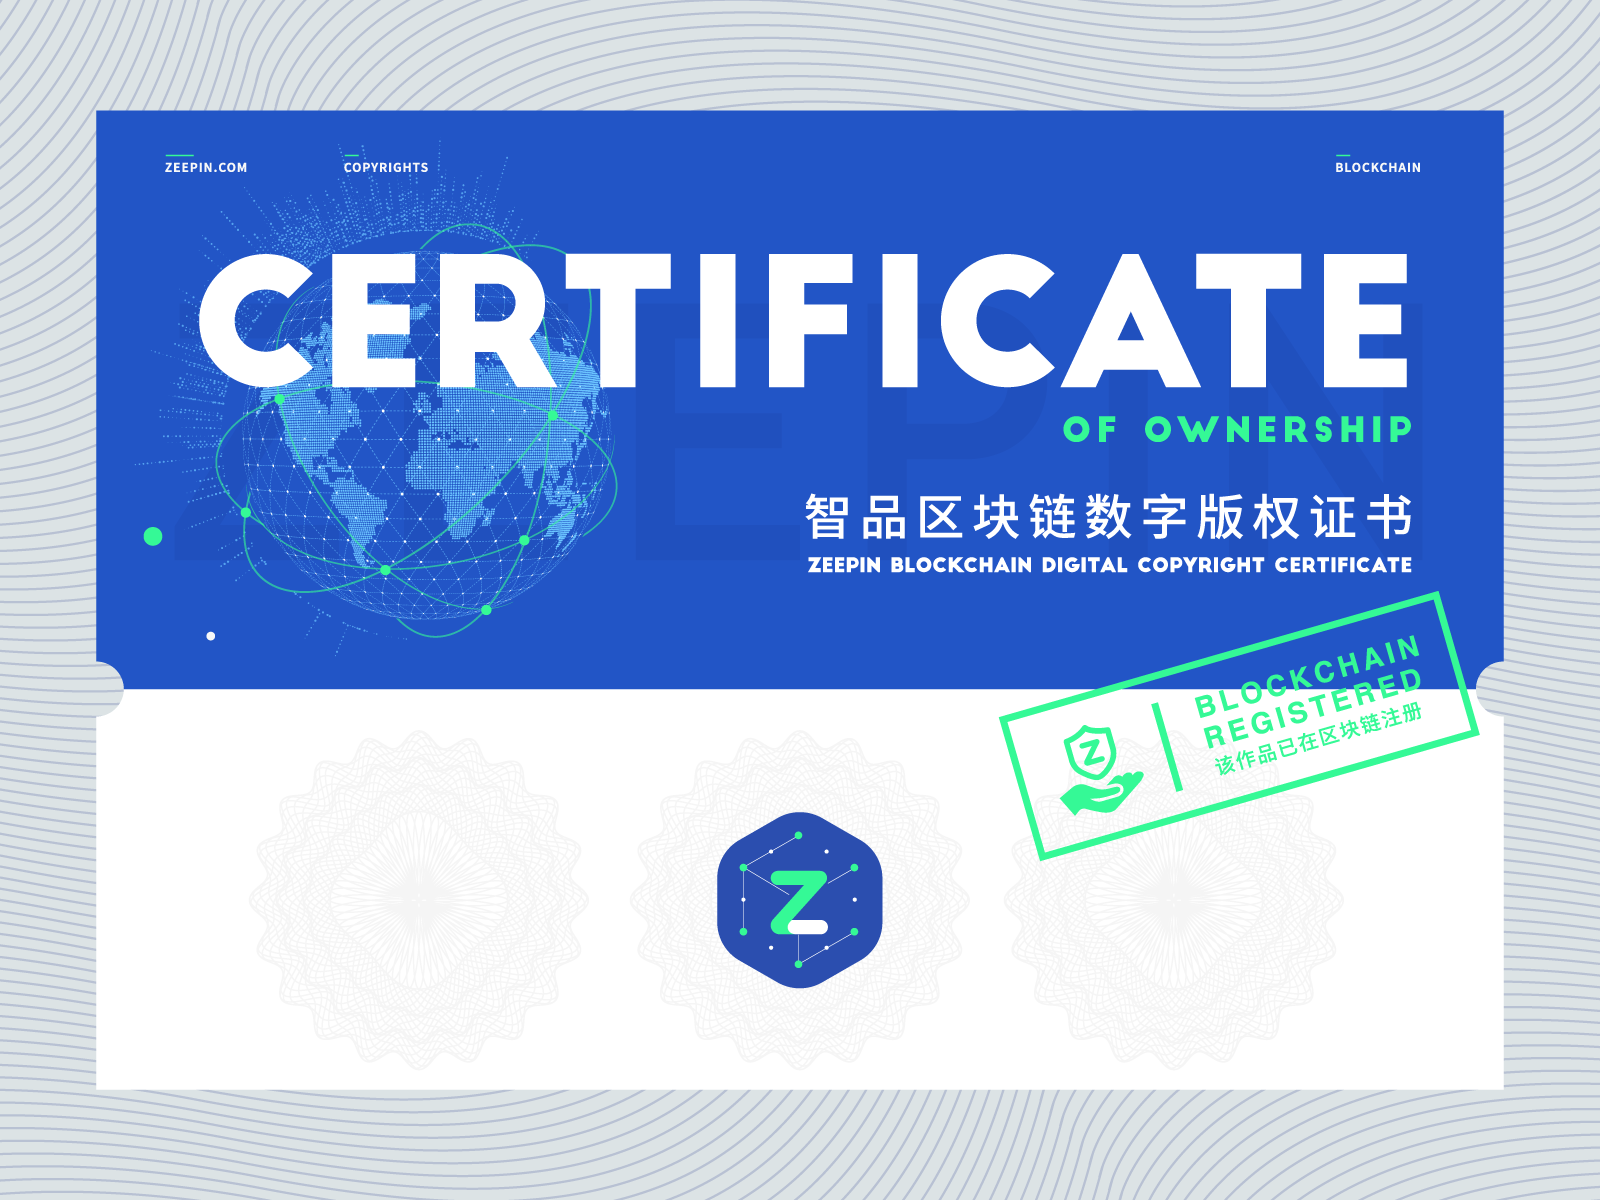 ZEEPIN.COM
COPYRIGHTS
BLOCKCHAIN
CERTIFICATE
OF OWNERSHIP
ZEEPIN
智品区块链数字版权证书
ZEEPIN BLOCKCHAIN DIGITAL COPYRIGHT CERTIFICATE
BLOCKCHAIN
REGISTERED
该作品已在区块链注册
Z
Z